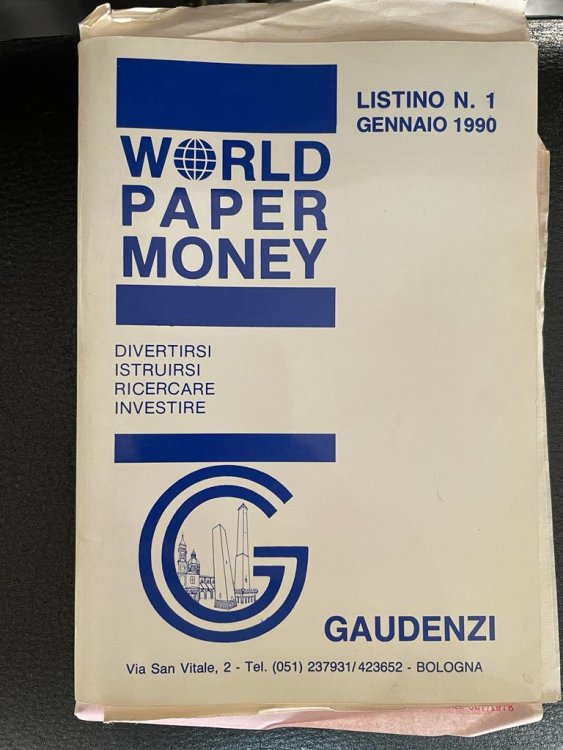 LISTINO N. 1
GENNAIO 1990
WORLD
PAPER
MONEY
DIVERTIRSI
ISTRUIRSI
RICERCARE
INVESTIRE
G
GAUDENZI
Via San Vitale, 2 - Tel. (051) 237931/423652 - BOLOGNA